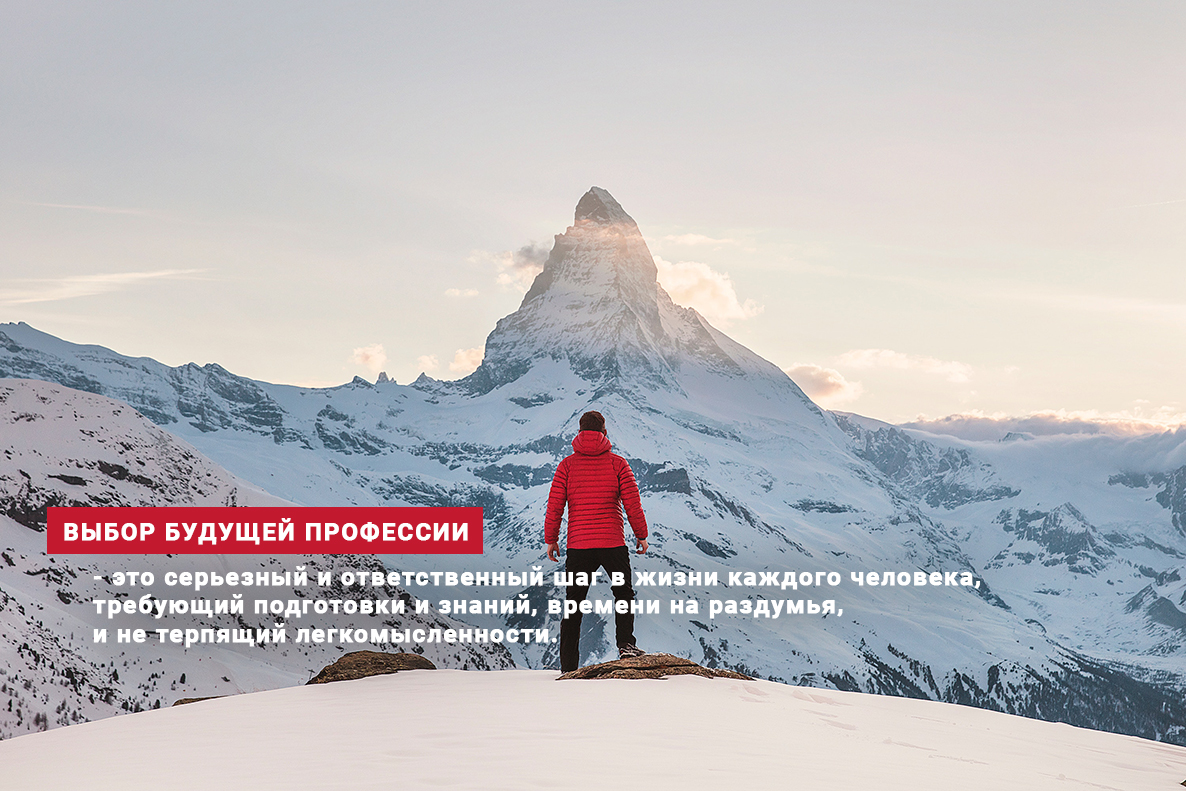 ВЫБОР БУДУЩЕЙ ПРОФЕССИИ
- это серьезный и ответственный шаг в жизни каждого человека,
требующий подготовки и знаний, времени на раздумья,
и не терпящий легкомысленности.